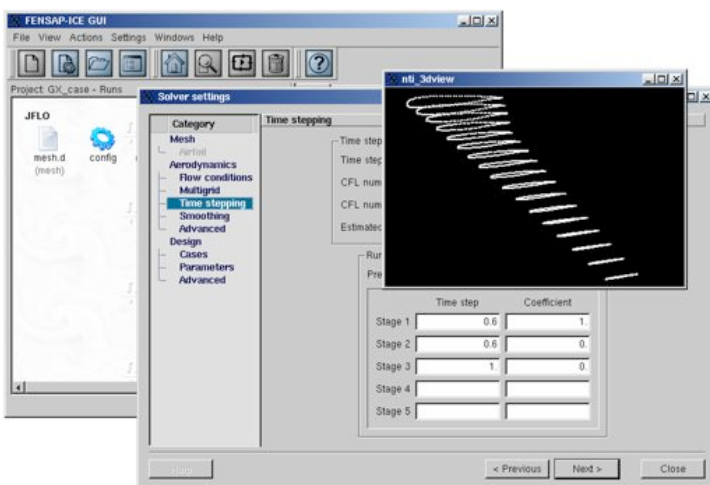 FENSAP-ICE GUI
File View Actions Settings Windows Help
Project: GX_case - Runs
JFLO
mesh.d
(mesh)
config
Solver settings
Category
Mesh
Airfoil
Aerodynamics
Flow conditions
Multigrid
Time stepping
Smoothing
Advanced
Design
Cases
Parameters
Advanced
Time stepping
Time step
Time step
CFL num
CFL num
Estimated
Run
Pre
Time step Coefficient
Stage 1 0.6 1.
Stage 2 0.6 0.
Stage 3 1. 0.
Stage 4
Stage 5
Help
< Previous Next > Close
nti_3dview